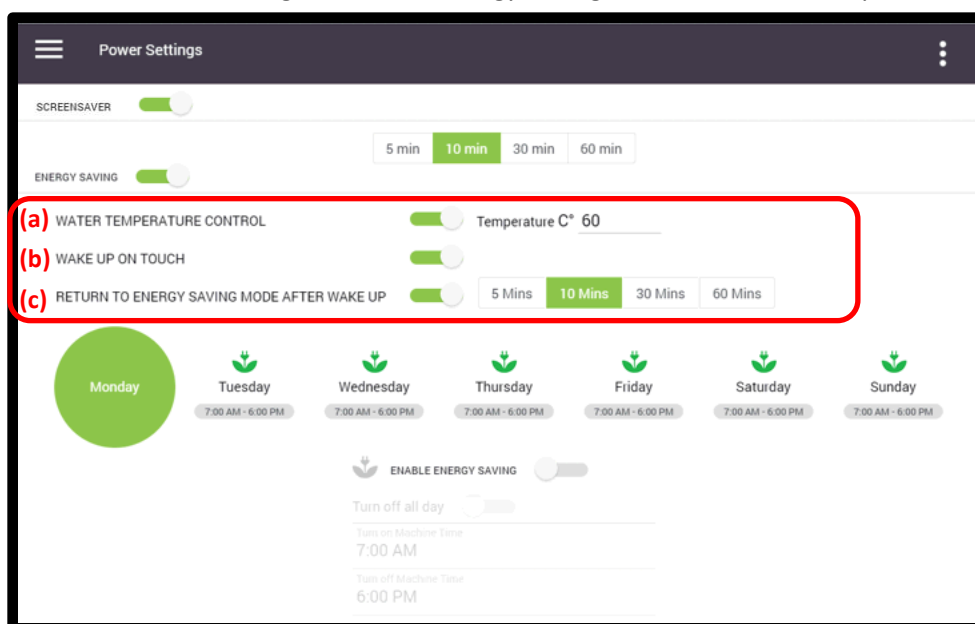 Power Settings
SCREENSAVER
5 min 10 min 30 min 60 min
ENERGY SAVING
(a) WATER TEMPERATURE CONTROL Temperature C° 60
(b) WAKE UP ON TOUCH
(c) RETURN TO ENERGY SAVING MODE AFTER WAKE UP 5 Mins 10 Mins 30 Mins 60 Mins
Monday Tuesday Wednesday Thursday Friday Saturday Sunday
7:00 AM - 6:00 PM 7:00 AM - 6:00 PM 7:00 AM - 6:00 PM 7:00 AM - 6:00 PM 7:00 AM - 6:00 PM 7:00 AM - 6:00 PM
ENABLE ENERGY SAVING
Turn off all day
Turn on Machine Time
7:00 AM
Turn off Machine Time
6:00 PM